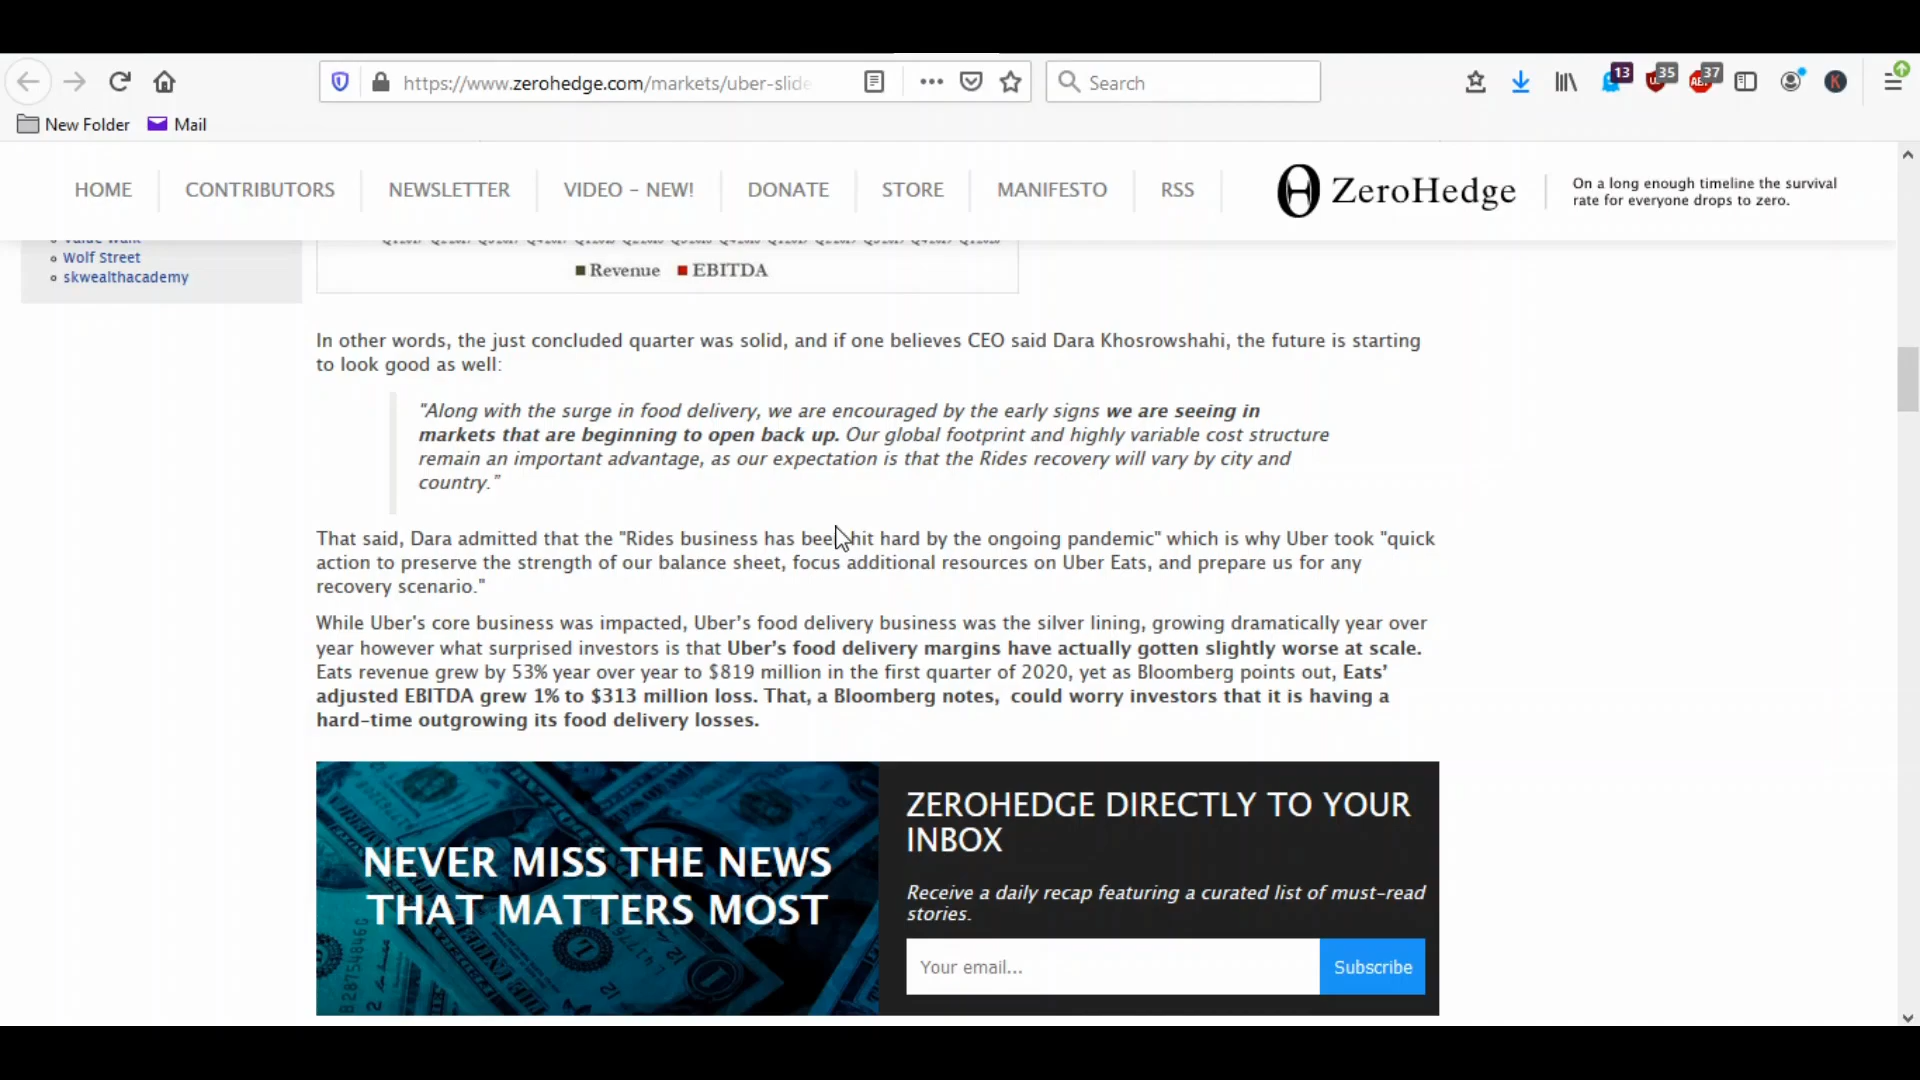 https://www.zerohedge.com/markets/uber-slide
Search
13
35
37
K
New Folder
Mail
HOME
CONTRIBUTORS
NEWSLETTER
VIDEO - NEW!
DONATE
STORE
MANIFESTO
RSS
ZeroHedge
On a long enough timeline the survival
rate for everyone drops to zero.
Wolf Street
skwealthacademy
Revenue EBITDA
In other words, the just concluded quarter was solid, and if one believes CEO said Dara Khosrowshahi, the future is starting
to look good as well:
"Along with the surge in food delivery, we are encouraged by the early signs we are seeing in
markets that are beginning to open back up. Our global footprint and highly variable cost structure
remain an important advantage, as our expectation is that the Rides recovery will vary by city and
country."
That said, Dara admitted that the "Rides business has been hit hard by the ongoing pandemic" which is why Uber took "quick
action to preserve the strength of our balance sheet, focus additional resources on Uber Eats, and prepare us for any
recovery scenario."
While Uber's core business was impacted, Uber's food delivery business was the silver lining, growing dramatically year over
year however what surprised investors is that Uber's food delivery margins have actually gotten slightly worse at scale.
Eats revenue grew by 53% year over year to $819 million in the first quarter of 2020, yet as Bloomberg points out, Eats'
adjusted EBITDA grew 1% to $313 million loss. That, a Bloomberg notes, could worry investors that it is having a
hard-time outgrowing its food delivery losses.
NEVER MISS THE NEWS
THAT MATTERS MOST
ZEROHEDGE DIRECTLY TO YOUR
INBOX
Receive a daily recap featuring a curated list of must-read
stories.
Your email...
Subscribe